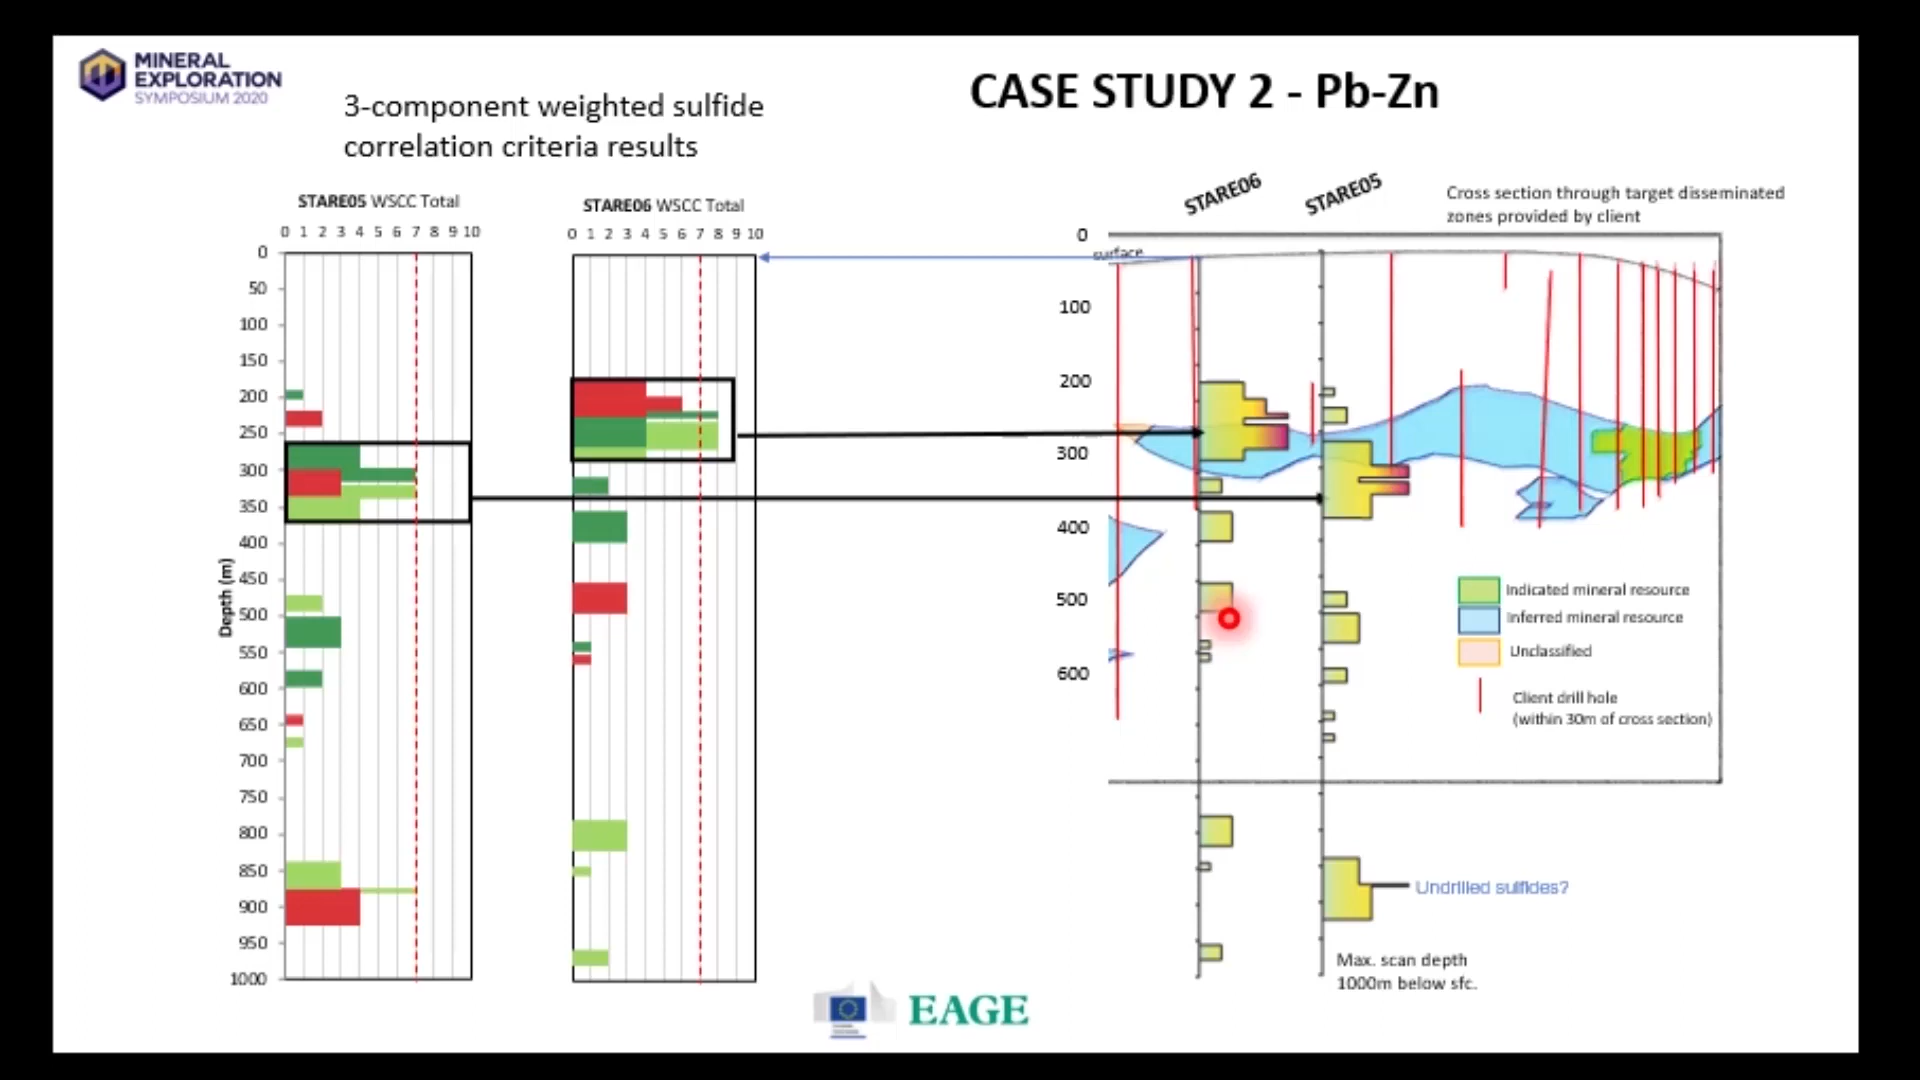 MINERAL
EXPLORATION
SYMPOSIUM 2020
3-component weighted sulfide
correlation criteria results
CASE STUDY 2 - Pb-Zn
STARE05 WSCC Total
0 1 2 3 4 5 6 7 8 9 10
0
50
100
150
200
250
300
350
400
450
500
550
600
650
700
750
800
850
900
950
1000
Depth (m)
STARE06 WSCC Total
0 1 2 3 4 5 6 7 8 9 10
STARE06
STARE05
Cross section through target disseminated
zones provided by client
0
surface
100
200
300
400
500
600
Indicated mineral resource
Inferred mineral resource
Unclassified
Client drill hole
(within 30m of cross section)
Undrilled sulfides?
Max. scan depth
1000m below sfc.
EAGE